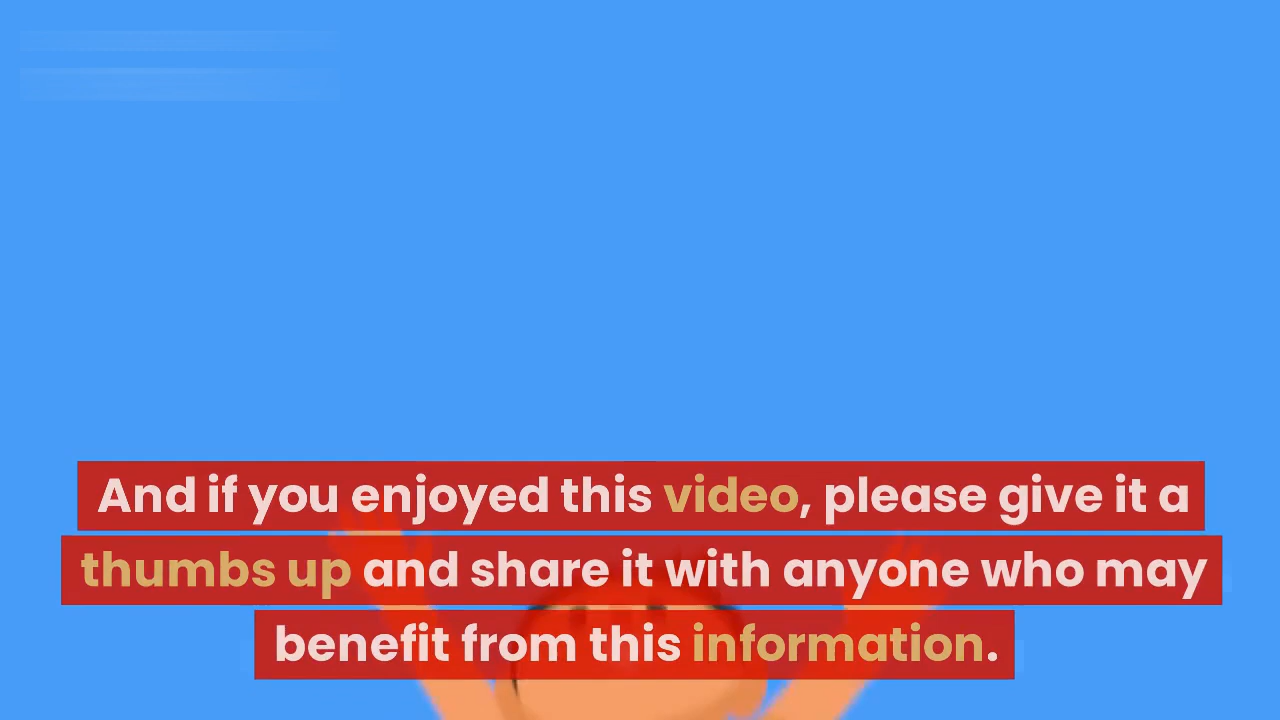 And if you enjoyed this video, please give it a
thumbs up and share it with anyone who may
benefit from this information.